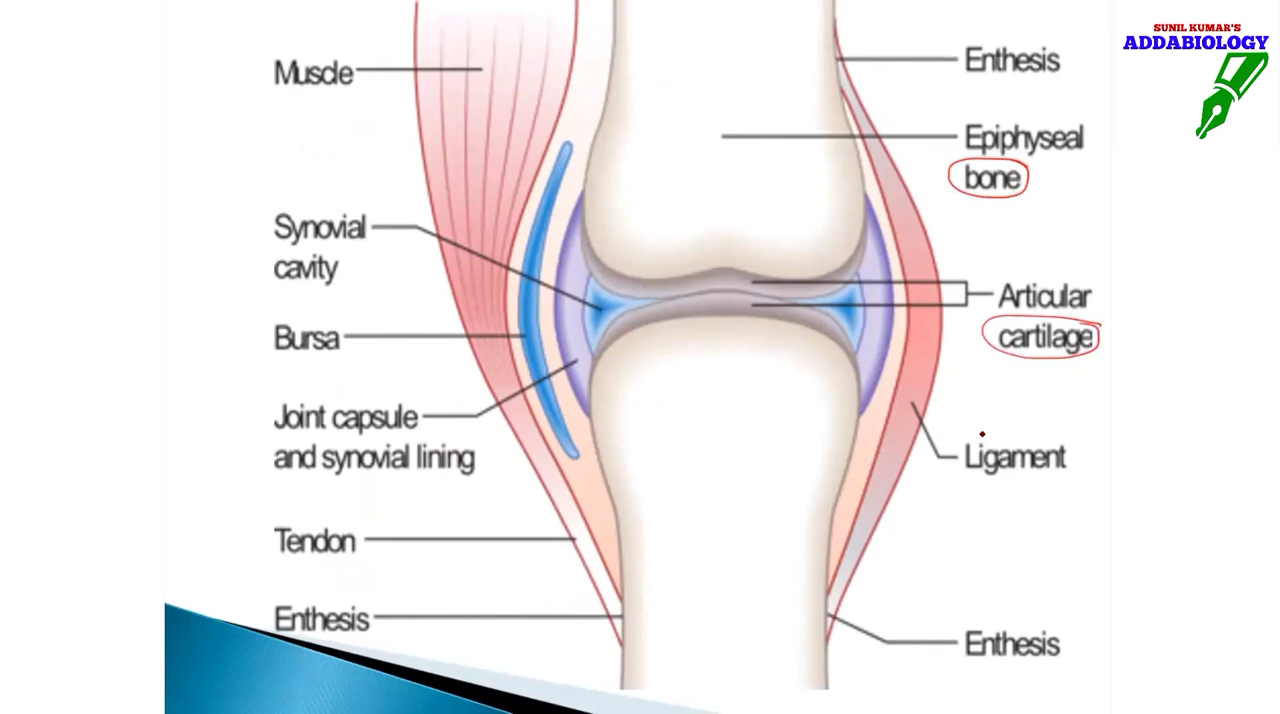 SUNIL KUMAR'S
ADDABIOLOGY
Muscle
Synovial
cavity
Bursa
Joint capsule
and synovial lining
Tendon
Enthesis
Enthesis
Epiphyseal
bone
Articular
cartilage
Ligament
Enthesis